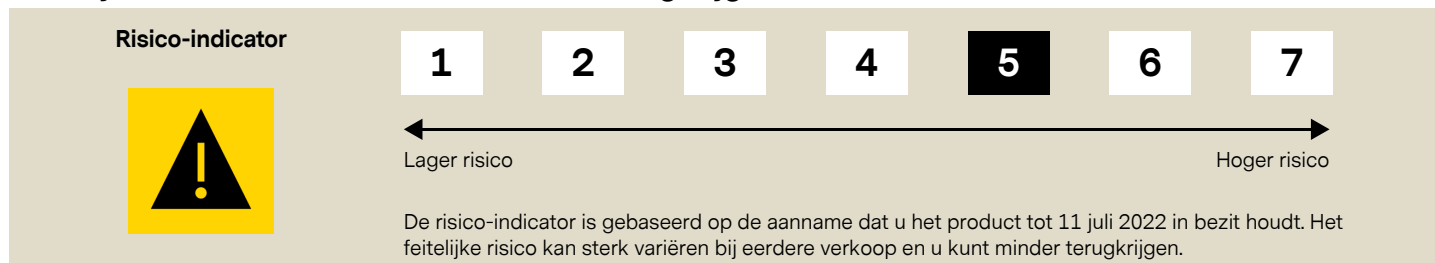 Risico-indicator
1 2 3 4 5 6 7
Lager risico Hoger risico
De risico-indicator is gebaseerd op de aanname dat u het product tot 11 juli 2022 in bezit houdt. Het
feitelijke risico kan sterk variëren bij eerdere verkoop en u kunt minder terugkrijgen.